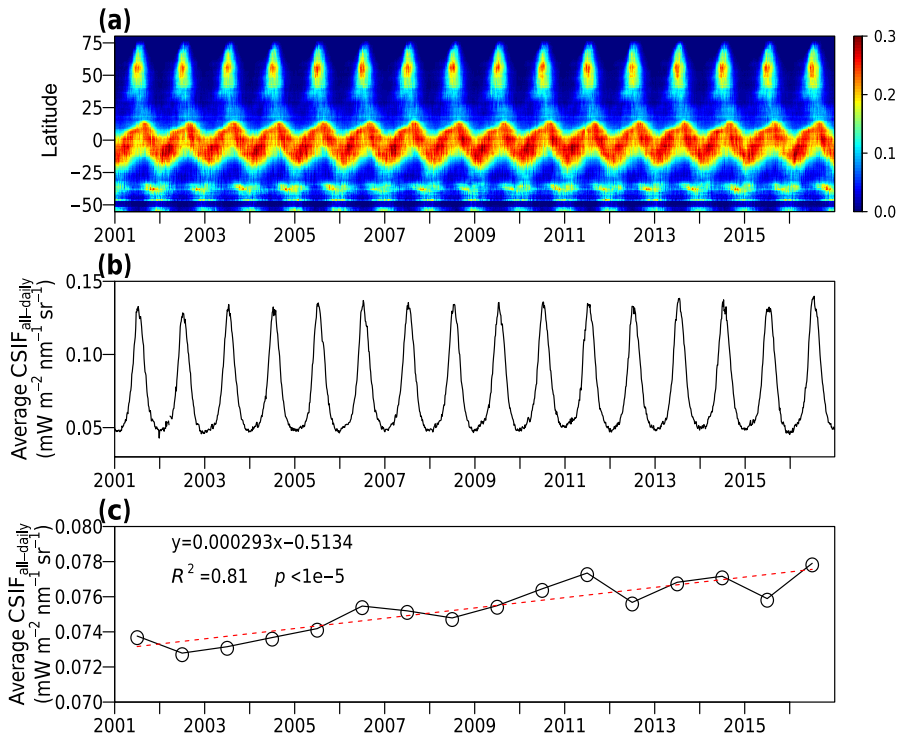 (a)
75
50
25
0
−25
−50
Latitude
0.3
0.2
0.1
0.0
2001 2003 2005 2007 2009 2011 2013 2015
(b)
0.15
0.10
0.05
Average CSIF all−daily
(mW m−2 nm−1 sr−1)
2001 2003 2005 2007 2009 2011 2013 2015
(c)
0.080
0.078
0.076
0.074
0.072
0.070
Average CSIF all−daily
(mW m−2 nm−1 sr−1)
y=0.000293x−0.5134
R2=0.81 p <1e−5
2001 2003 2005 2007 2009 2011 2013 2015